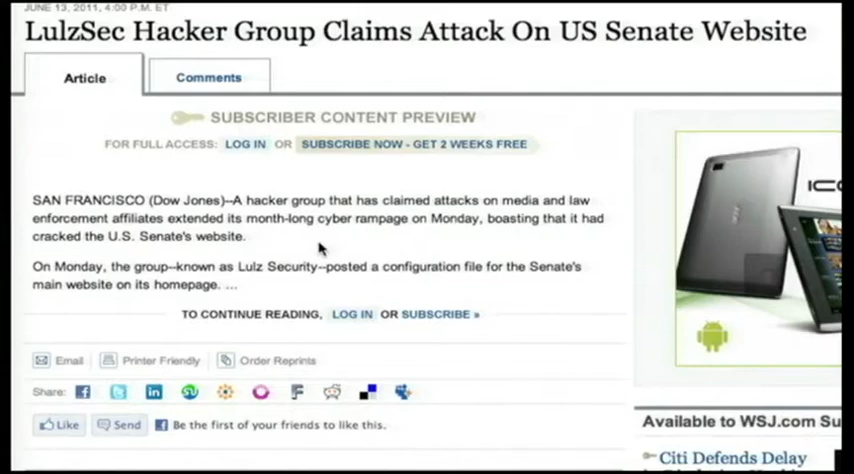 JUNE 13, 2011, 4:00 P.M. ET
LulzSec Hacker Group Claims Attack On US Senate Website
Article
Comments
SUBSCRIBER CONTENT PREVIEW
FOR FULL ACCESS: LOG IN OR SUBSCRIBE NOW - GET 2 WEEKS FREE
SAN FRANCISCO (Dow Jones)--A hacker group that has claimed attacks on media and law
enforcement affiliates extended its month-long cyber rampage on Monday, boasting that it had
cracked the U.S. Senate's website.
On Monday, the group--known as Lulz Security--posted a configuration file for the Senate's
main website on its homepage. ...
TO CONTINUE READING, LOG IN OR SUBSCRIBE »
Email
Printer Friendly
Order Reprints
Share:
Like
Send
Be the first of your friends to like this.
ICO
acer
Available to WSJ.com Su
Citi Defends Delay